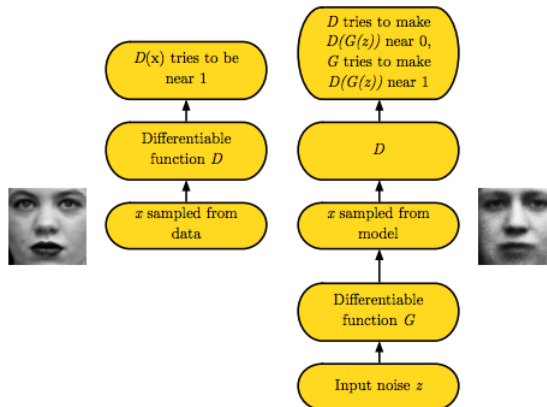 D(x) tries to be
near 1
Differentiable
function D
x sampled from
data
D tries to make
D(G(z)) near 0,
G tries to make
D(G(z)) near 1
D
x sampled from
model
Differentiable
function G
Input noise z